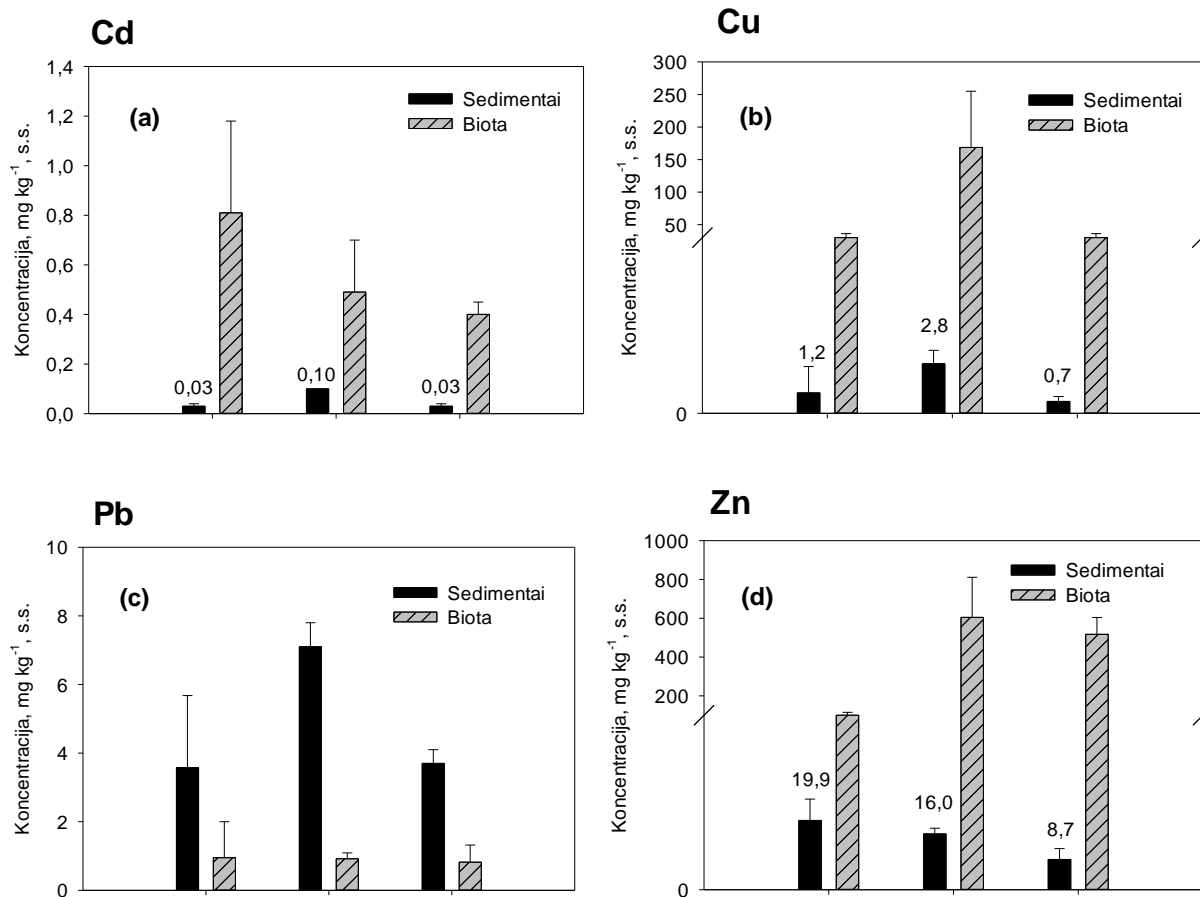 Cd
Koncentracija, mg kg-1, s.s.
1,4
1,2
1,0
0,8
0,6
0,4
0,2
0,0
(a)
Sedimentai
Biota
0,03
0,10
0,03
Cu
Koncentracija, mg kg-1, s.s.
300
250
200
150
100
50
0
(b)
Sedimentai
Biota
1,2
2,8
0,7
Pb
Koncentracija, mg kg-1, s.s.
10
8
6
4
2
0
(c)
Sedimentai
Biota
Zn
Koncentracija, mg kg-1, s.s.
1000
800
600
400
200
0
(d)
Sedimentai
Biota
19,9
16,0
8,7